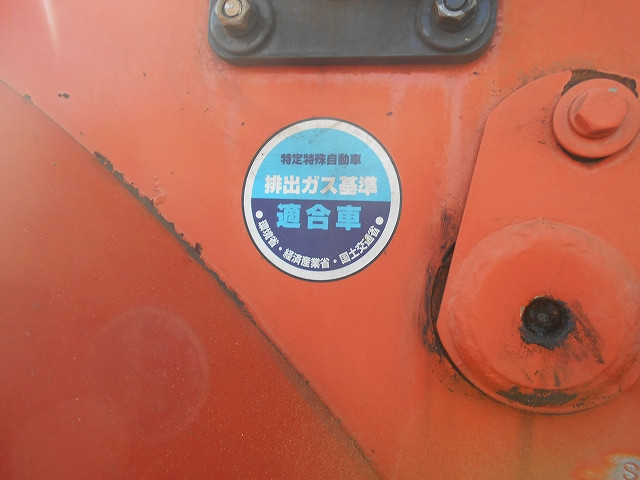 特定特殊自動車
排出ガス基準
適合車
●環境省・経済産業省・国土交通省●
S